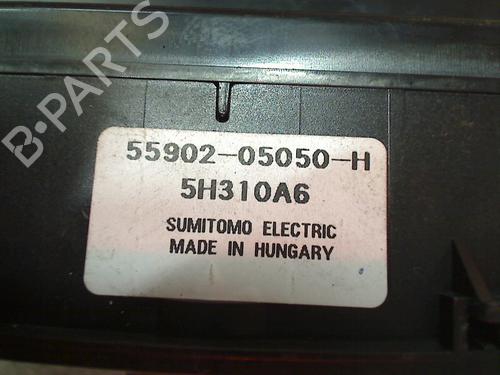 B-PARTS
55902-05050-H
5H310A6
SUMITOMO ELECTRIC
MADE IN HUNGARY